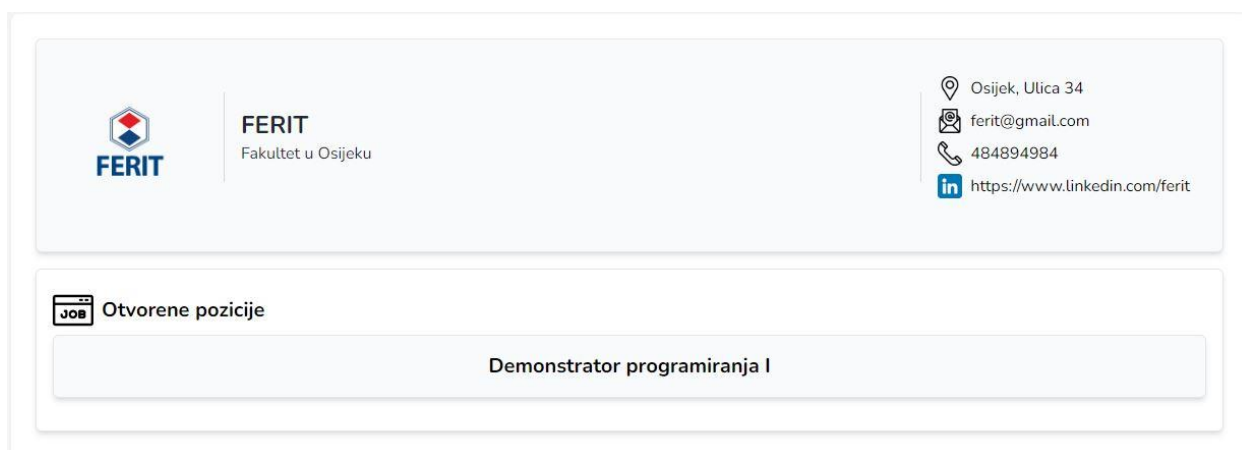 FERIT
FERIT
Fakultet u Osijeku
Osijek, Ulica 34
ferit@gmail.com
484894984
in https://www.linkedin.com/ferit
JOB Otvorene pozicije
Demonstrator programiranja I